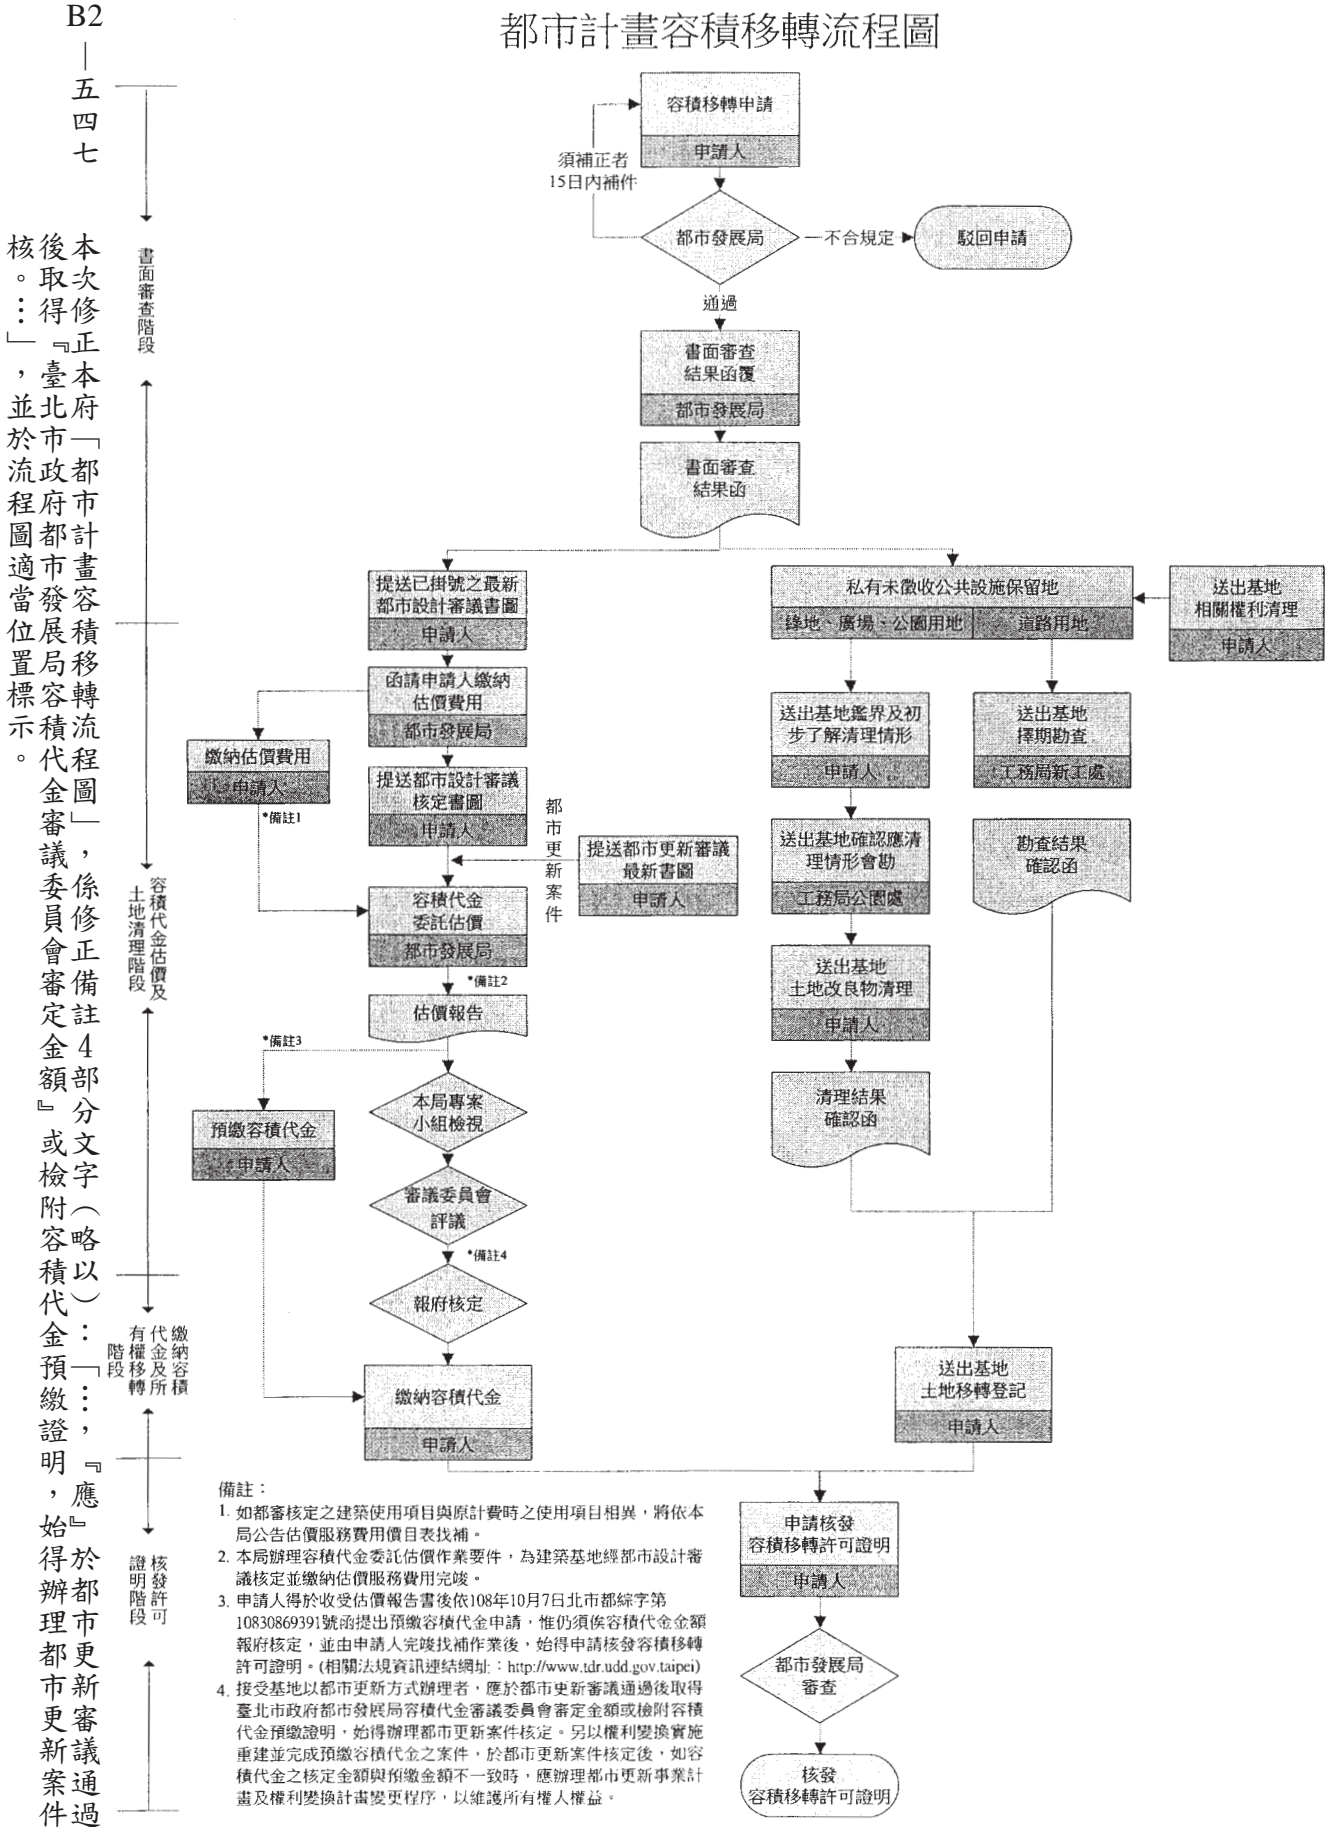 B2—五四七
本次修正本府「都市計畫容積移轉流程圖」，係修正備註4部分文字（略以）：「…，『應』於都市更新審議通過
後取得『臺北市政府都市發展局容積代金審議委員會審定金額』或檢附容積代金預繳證明，始得辦理都市更新案件
核。…」，並於流程圖適當位置標示。
都市計畫容積移轉流程圖
書面審查階段
容積代金估價及
土地清理階段
繳納容積
代金及所
有權移轉
階段
核發許可
證明階段
容積移轉申請
申請人
須補正者
15日內補件
都市發展局
不合規定
駁回申請
通過
書面審查
結果函覆
都市發展局
書面審查
結果函
提送已掛號之最新
都市設計審議書圖
申請人
函請申請人繳納
估價費用
都市發展局
繳納估價費用
申請人
*備註1
提送都市設計審議
核定書圖
申請人
都市更新案件
提送都市更新審議
最新書圖
申請人
容積代金
委託估價
都市發展局
*備註2
估價報告
*備註3
預繳容積代金
申請人
本局專案
小組檢視
審議委員會
評議
*備註4
報府核定
繳納容積代金
申請人
私有未徵收公共設施保留地
綠地、廣場、公園用地
道路用地
送出基地
相關權利清理
申請人
送出基地鑑界及初
步了解清理情形
申請人
送出基地
擇期勘查
工務局新工處
送出基地確認應清
理情形會勘
工務局公園處
勘查結果
確認函
送出基地
土地改良物清理
申請人
清理結果
確認函
送出基地
土地移轉登記
申請人
申請核發
容積移轉許可證明
申請人
都市發展局
審查
核發
容積移轉許可證明
備註：
1. 如都審核定之建築使用項目與原計費時之使用項目相異，將依本
局公告估價服務費用價目表找補。
2. 本局辦理容積代金委託估價作業要件，為建築基地經都市設計審
議核定並繳納估價服務費用完竣。
3. 申請人得於收受估價報告書後依108年10月7日北市都綜字第
10830869391號函提出預繳容積代金申請，惟仍須俟容積代金金額
報府核定，並由申請人完竣找補作業後，始得申請核發容積移轉
許可證明。(相關法規資訊連結網址：http://www.tdr.udd.gov.taipei)
4. 接受基地以都市更新方式辦理者，應於都市更新審議通過後取得
臺北市政府都市發展局容積代金審議委員會審定金額或檢附容積
代金預繳證明，始得辦理都市更新案件核定。另以權利變換實施
重建並完成預繳容積代金之案件，於都市更新案件核定後，如容
積代金之核定金額與預繳金額不一致時，應辦理都市更新事業計
畫及權利變換計畫變更程序，以維護所有權人權益。